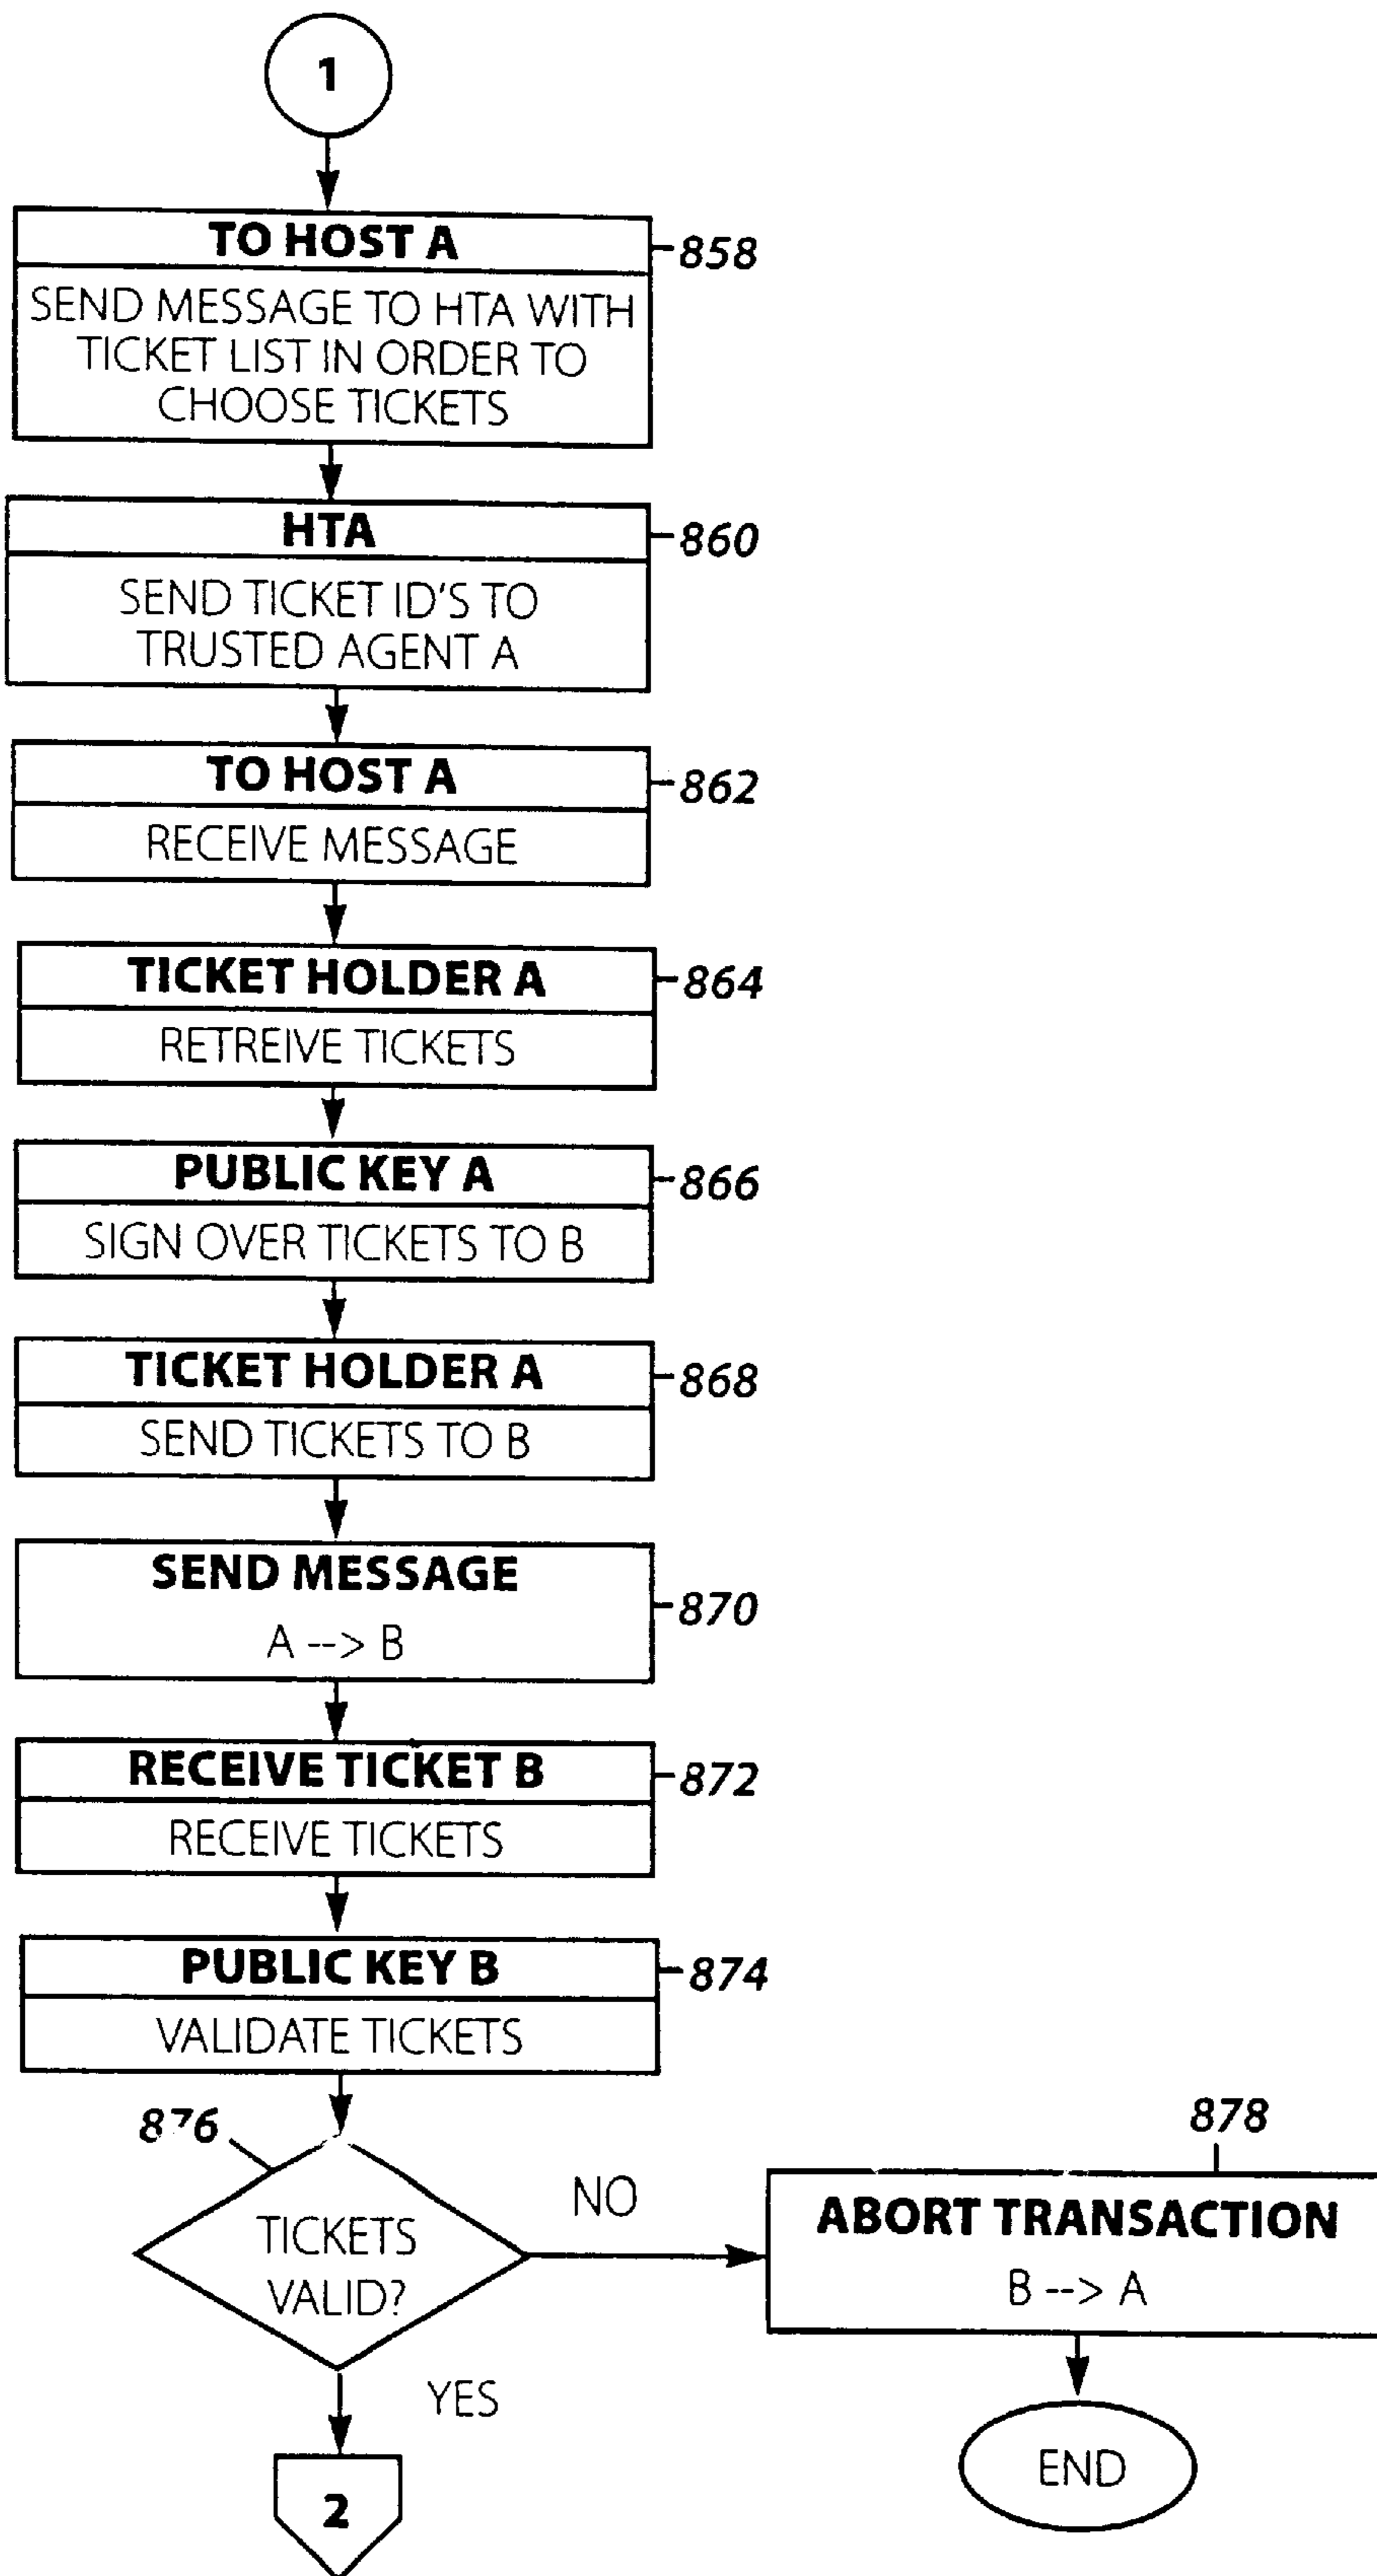 1
TO HOST A
858
SEND MESSAGE TO HTA WITH
TICKET LIST IN ORDER TO
CHOOSE TICKETS
HTA
860
SEND TICKET ID'S TO
TRUSTED AGENT A
TO HOST A
862
RECEIVE MESSAGE
TICKET HOLDER A
864
RETREIVE TICKETS
PUBLIC KEY A
866
SIGN OVER TICKETS TO B
TICKET HOLDER A
868
SEND TICKETS TO B
SEND MESSAGE
870
A --> B
RECEIVE TICKET B
872
RECEIVE TICKETS
PUBLIC KEY B
874
VALIDATE TICKETS
876
TICKETS
VALID?
NO
878
ABORT TRANSACTION
B --> A
YES
END
2